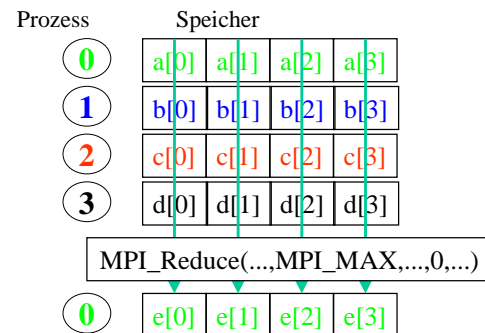 Prozess Speicher
0 a[0] a[1] a[2] a[3]
1 b[0] b[1] b[2] b[3]
2 c[0] c[1] c[2] c[3]
3 d[0] d[1] d[2] d[3]
MPI_Reduce(...,MPI_MAX,...,0,...)
0 e[0] e[1] e[2] e[3]